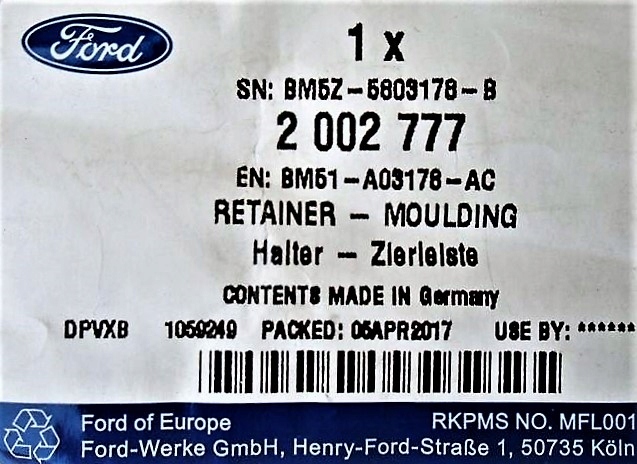 Ford
1 x
SN: BM5Z-5803178-B
2 002 777
EN: BM51-A03178-AC
RETAINER - MOULDING
Halter - Zierleiste
CONTENTS MADE IN Germany
DPVXB 1059249 PACKED: 05APR2017 USE BY: ******
Ford of Europe RKPMS NO. MFL001
Ford-Werke GmbH, Henry-Ford-Straße 1, 50735 Köln